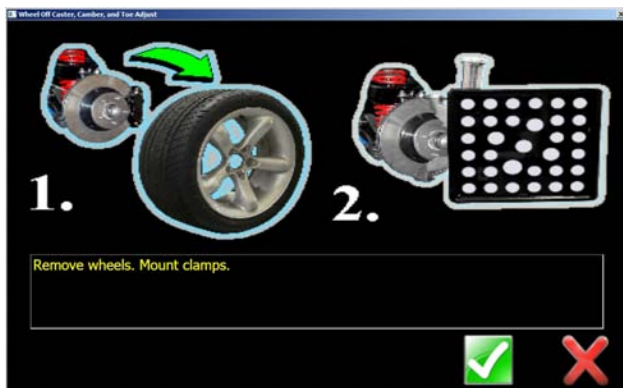 Wheel Off Caster, Camber, and Toe Adjust
1.
2.
Remove wheels. Mount clamps.